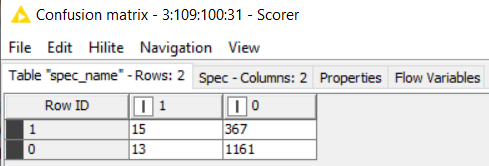 Confusion matrix - 3:109:100:31 - Scorer
File Edit Hilite Navigation View
Table "spec_name" - Rows: 2 Spec - Columns: 2 Properties Flow Variables
Row ID I 1 I 0
1 15 367
0 13 1161